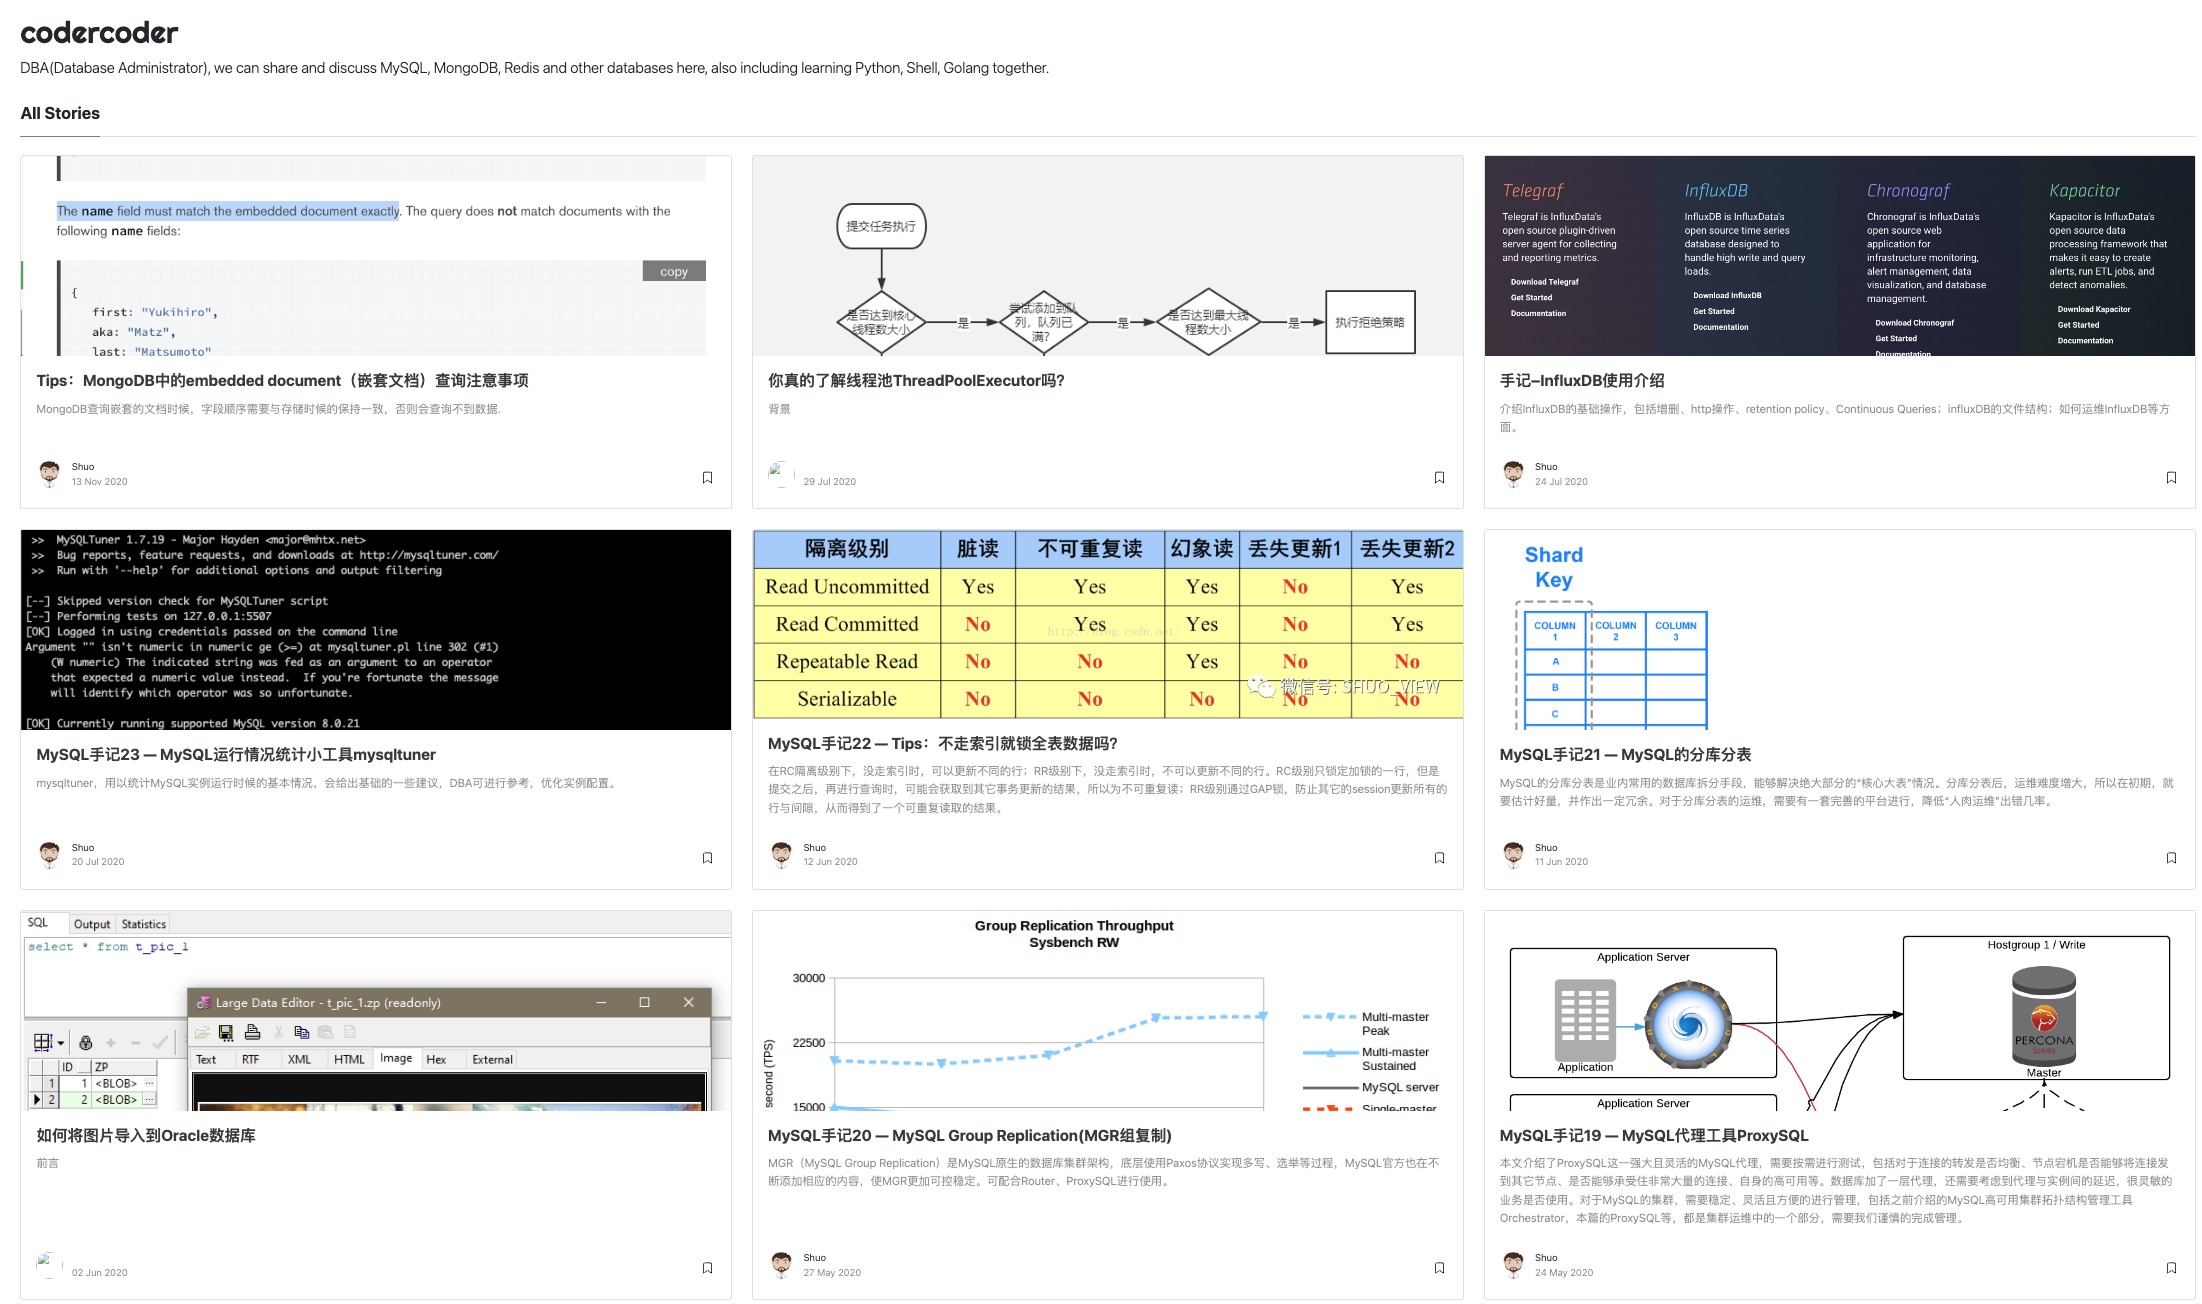 codercoder
DBA(Database Administrator), we can share and discuss MySQL, MongoDB, Redis and other databases here, also including learning Python, Shell, Golang together.
All Stories
The name field must match the embedded document exactly. The query does not match documents with the
following name fields:
copy
{
first: "Yukihiro",
aka: "Matz",
last: "Matsumoto"
Tips：MongoDB中的embedded document（嵌套文档）查询注意事项
MongoDB查询嵌套的文档时候，字段顺序需要与存储时候的保持一致，否则会查询不到数据.
Shuo
13 Nov 2020
提交任务执行
是否达到核心
线程数大小
是
尝试添加到队
列，队列已
满?
是
是否达到最大线
程数大小
是
执行拒绝策略
你真的了解线程池ThreadPoolExecutor吗?
背景
29 Jul 2020
Telegraf
Telegraf is InfluxData's
open source plugin-driven
server agent for collecting
and reporting metrics.
Download Telegraf
Get Started
Documentation
InfluxDB
InfluxDB is InfluxData's
open source time series
database designed to
handle high write and query
loads.
Download InfluxDB
Get Started
Documentation
Chronograf
Chronograf is InfluxData's
open source web
application for
infrastructure monitoring,
alert management, data
visualization, and database
management.
Download Chronograf
Get Started
Documentation
Kapacitor
Kapacitor is InfluxData's
open source data
processing framework that
makes it easy to create
alerts, run ETL jobs, and
detect anomalies.
Download Kapacitor
Get Started
Documentation
手记–InfluxDB使用介绍
介绍InfluxDB的基础操作，包括增删、http操作、retention policy、Continuous Queries；influxDB的文件结构；如何运维InfluxDB等方
面。
Shuo
24 Jul 2020
>> MySQLTuner 1.7.19 - Major Hayden <major@mhtx.net>
>> Bug reports, feature requests, and downloads at http://mysqltuner.com/
>> Run with '--help' for additional options and output filtering
[--] Skipped version check for MySQLTuner script
[--] Performing tests on 127.0.0.1:5507
[OK] Logged in using credentials passed on the command line
Argument "" isn't numeric in numeric ge (>=) at mysqltuner.pl line 302 (#1)
(W numeric) The indicated string was fed as an argument to an operator
that expected a numeric value instead. If you're fortunate the message
will identify which operator was so unfortunate.
[OK] Currently running supported MySQL version 8.0.21
MySQL手记23 — MySQL运行情况统计小工具mysqltuner
mysqltuner，用以统计MySQL实例运行时候的基本情况，会给出基础的一些建议，DBA可进行参考，优化实例配置。
Shuo
20 Jul 2020
隔离级别 脏读 不可重复读 幻象读 丢失更新1 丢失更新2
Read Uncommitted Yes Yes Yes No Yes
Read Committed No Yes Yes No Yes
http://blog.csdn.net/
Repeatable Read No No Yes No No
Serializable No No No No No
微信号: SHUO_VIEW
MySQL手记22 — Tips：不走索引就锁全表数据吗?
在RC隔离级别下，没走索引时，可以更新不同的行；RR级别下，没走索引时，不可以更新不同的行。RC级别只锁定加锁的一行，但是
提交之后，再进行查询时，可能会获取到其它事务更新的结果，所以为不可重复读；RR级别通过GAP锁，防止其它的session更新所有的
行与间隙，从而得到了一个可重复读取的结果。
Shuo
12 Jun 2020
Shard
Key
COLUMN
1
COLUMN
2
COLUMN
3
A
B
C
MySQL手记21 — MySQL的分库分表
MySQL的分库分表是业内常用的数据库拆分手段，能够解决绝大部分的“核心大表”情况。分库分表后，运维难度增大，所以在初期，就
要估计好量，并作出一定冗余。对于分库分表的运维，需要有一套完善的平台进行，降低“人肉运维”出错几率。
Shuo
11 Jun 2020
SQL Output Statistics
select * from t_pic_1
Large Data Editor - t_pic_1.zp (readonly)
Text RTF XML HTML Image Hex External
ID ZP
1 1 <BLOB> ...
2 2 <BLOB> ...
如何将图片导入到Oracle数据库
前言
02 Jun 2020
Group Replication Throughput
Sysbench RW
30000
22500
15000
second (TPS)
Multi-master
Peak
Multi-master
Sustained
MySQL server
Single-master
MySQL手记20 — MySQL Group Replication(MGR组复制)
MGR（MySQL Group Replication）是MySQL原生的数据库集群架构，底层使用Paxos协议实现多写、选举等过程，MySQL官方也在不
断添加相应的内容，使MGR更加可控稳定。可配合Router、ProxySQL进行使用。
Shuo
27 May 2020
Application Server
Application
Application Server
Hostgroup 1 / Write
PERCONA
SERVER
Master
MySQL手记19 — MySQL代理工具ProxySQL
本文介绍了ProxySQL这一强大且灵活的MySQL代理，需要按需进行测试，包括对于连接的转发是否均衡、节点宕机是否能够将连接发
到其它节点、是否能够承受住非常大量的连接、自身的高可用等。数据库加了一层代理，还需要考虑到代理与实例间的延迟，很灵敏的
业务是否使用。对于MySQL的集群，需要稳定、灵活且方便的进行管理，包括之前介绍的MySQL高可用集群拓扑结构管理工具
Orchestrator，本篇的ProxySQL等，都是集群运维中的一个部分，需要我们谨慎的完成管理。
Shuo
24 May 2020